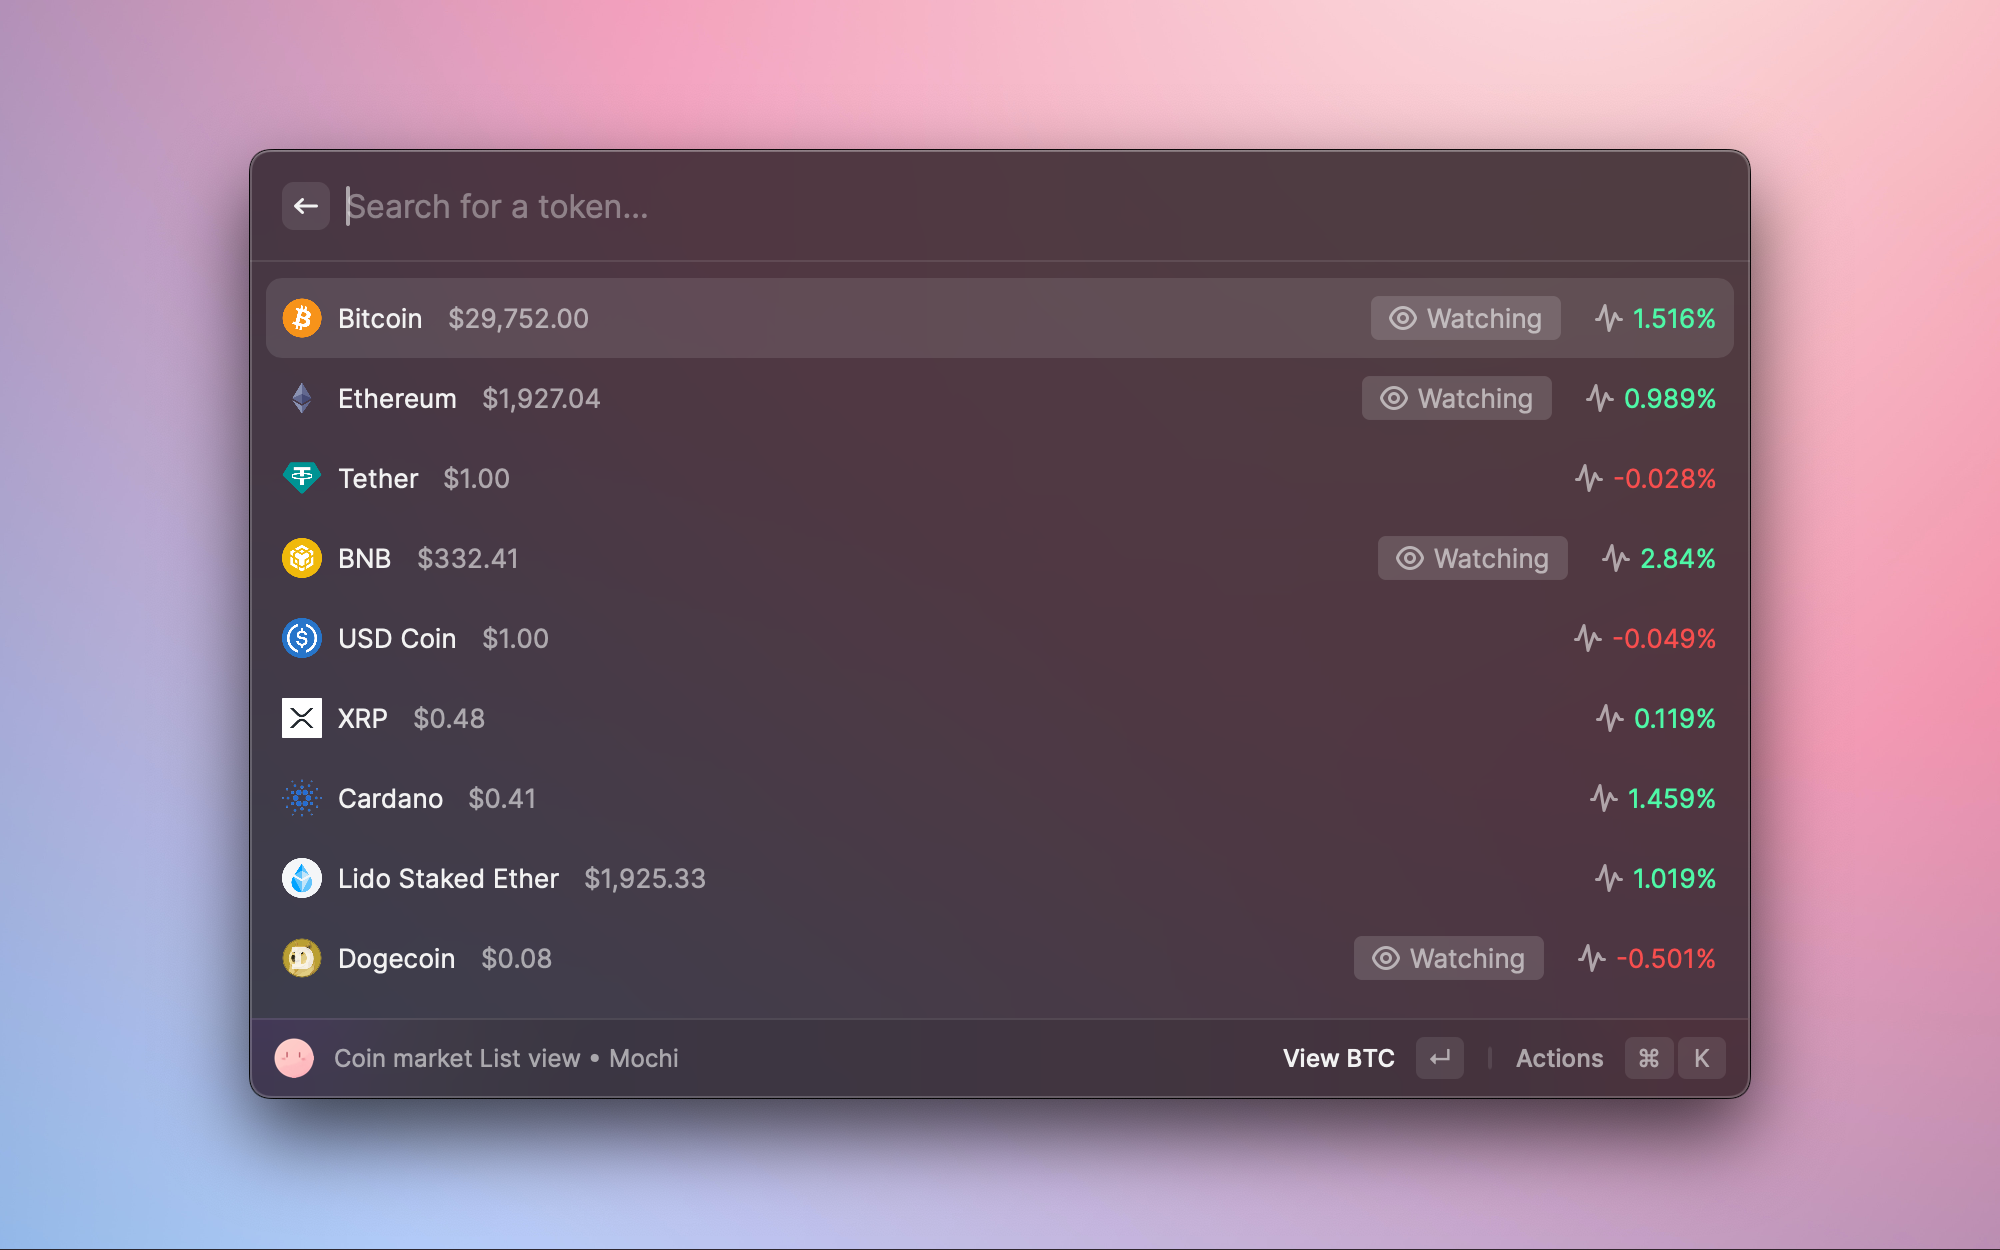 Search for a token...
Bitcoin $29,752.00 Watching 1.516%
Ethereum $1,927.04 Watching 0.989%
Tether $1.00 -0.028%
BNB $332.41 Watching 2.84%
USD Coin $1.00 -0.049%
XRP $0.48 0.119%
Cardano $0.41 1.459%
Lido Staked Ether $1,925.33 1.019%
Dogecoin $0.08 Watching -0.501%
Coin market List view • Mochi View BTC ↵ Actions ⌘ K